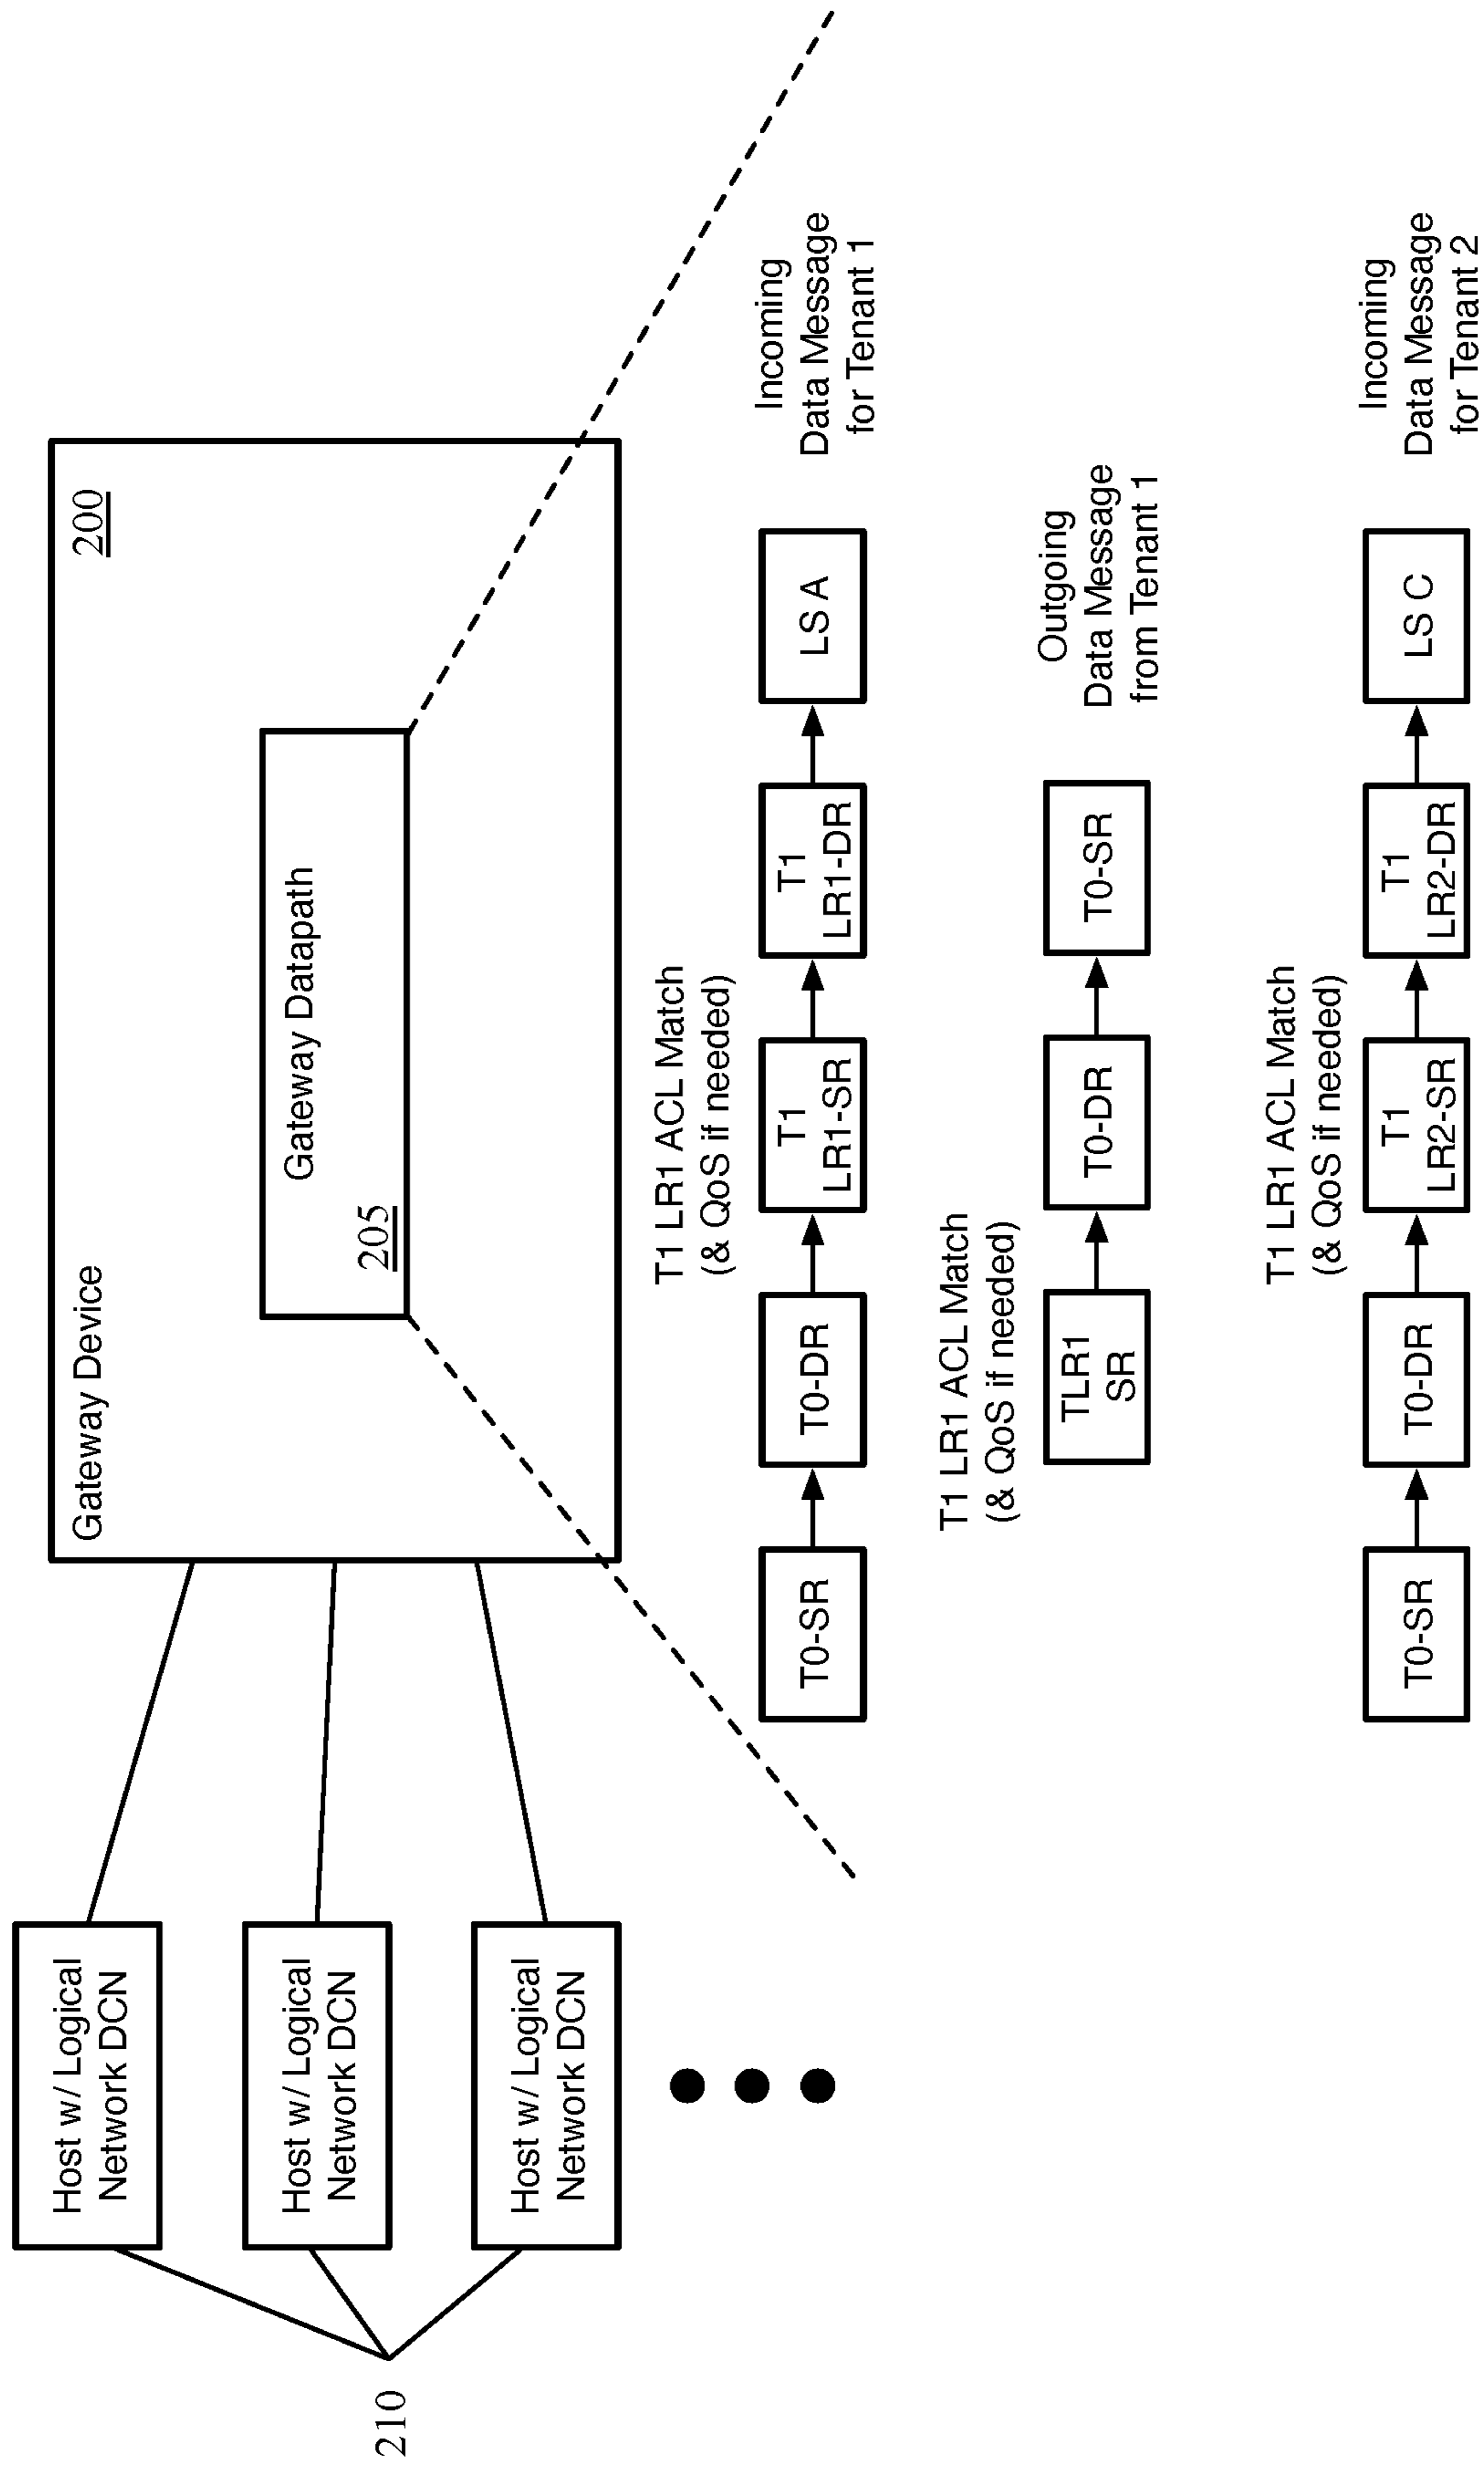 Host w/ Logical
Network DCN
Host w/ Logical
Network DCN
Host w/ Logical
Network DCN
210
Gateway Device
200
Gateway Datapath
205
T1 LR1 ACL Match
(& QoS if needed)
T0-SR
T0-DR
T1
LR1-SR
T1
LR1-DR
LS A
Incoming
Data Message
for Tenant 1
T1 LR1 ACL Match
(& QoS if needed)
TLR1
SR
T0-DR
T0-SR
Outgoing
Data Message
from Tenant 1
T1 LR1 ACL Match
(& QoS if needed)
T0-SR
T0-DR
T1
LR2-SR
T1
LR2-DR
LS C
Incoming
Data Message
for Tenant 2